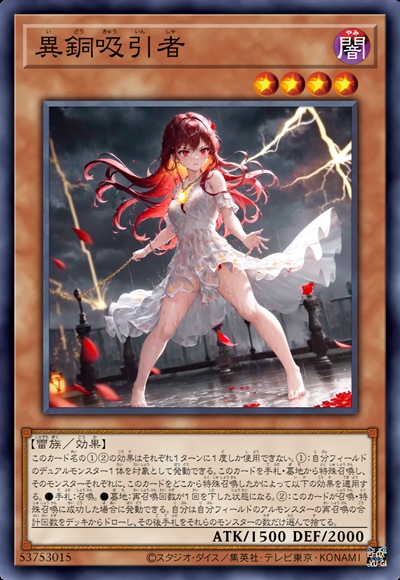 異銅吸引者
闇
【雷族／効果】
このカード名の①②の効果はそれぞれ1ターンに1度しか使用できない。①:自分フィールド
のデュアルモンスター1体を対象として発動できる。このカードを手札・墓地から特殊召喚し、
そのモンスターそれぞれに、このカードをどこから特殊召喚したかによって以下の効果を適用す
る。●手札:召喚。●墓地:再召喚回数が1回を下した状態になる。②:このカードが召喚・特
殊召喚に成功した場合に発動できる。自分は自分フィールドのデュアルモンスターの再召喚の合
計回数をデッキからドローし、その後手札をそれらのモンスターの数だけ選んで捨てる。
ATK/1500 DEF/2000
53753015
©スタジオ・ダイス／集英社・テレビ東京・KONAMI